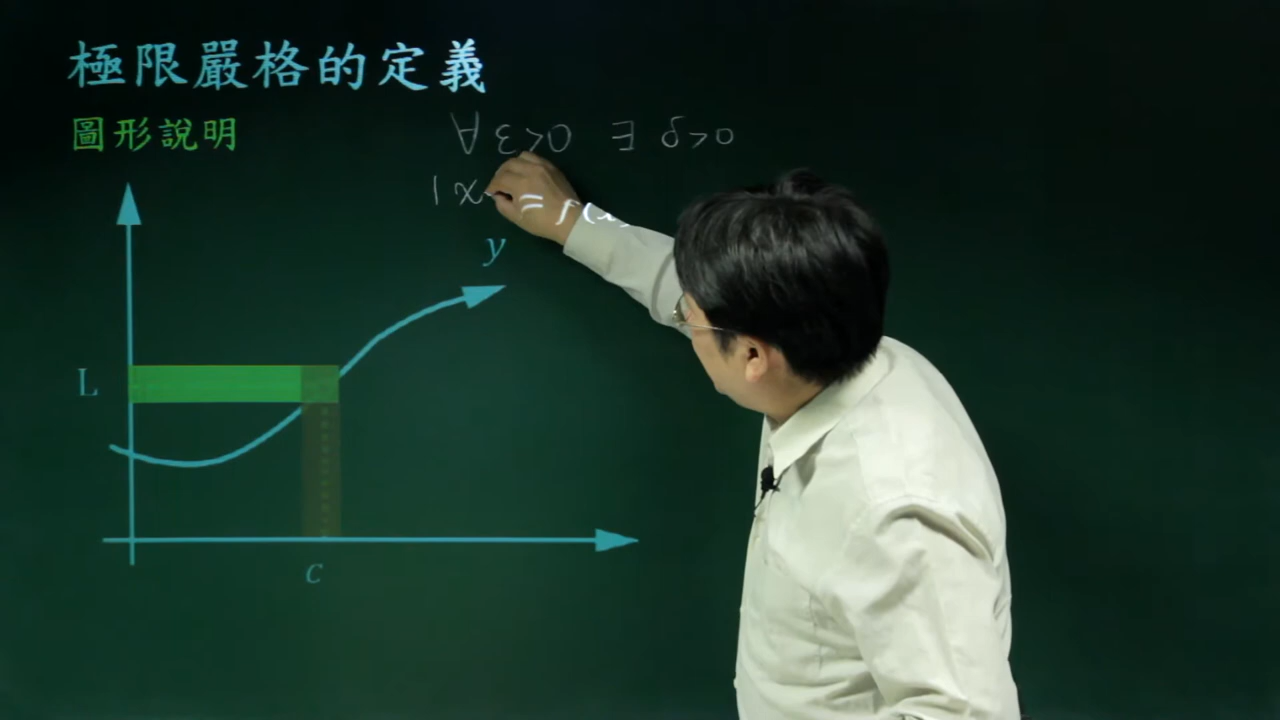 極限嚴格的定義
圖形說明
∀ ε>0 ∃ δ>0
|x-
y = f(x)
L
c